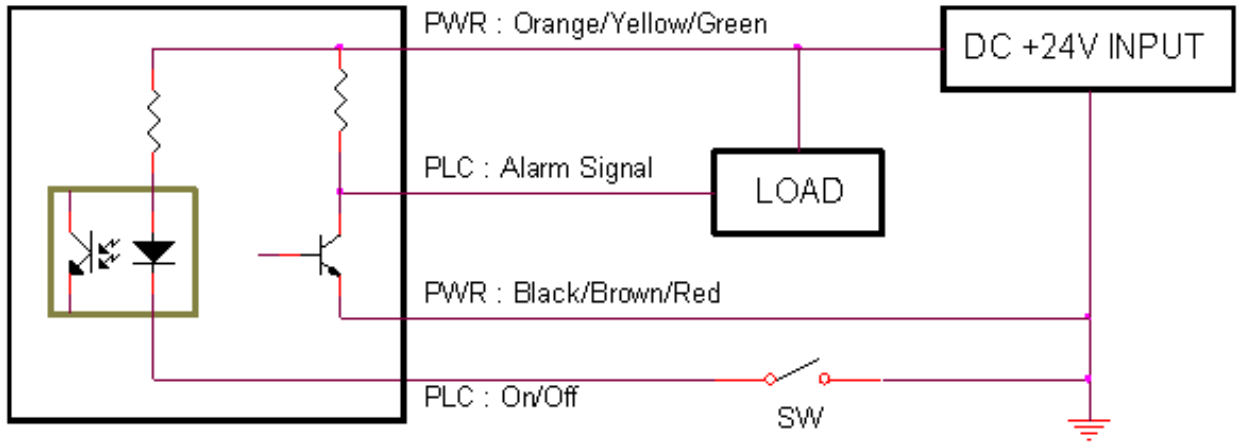 PWR : Orange/Yellow/Green
DC +24V INPUT
PLC : Alarm Signal
LOAD
PWR : Black/Brown/Red
PLC : On/Off
SW